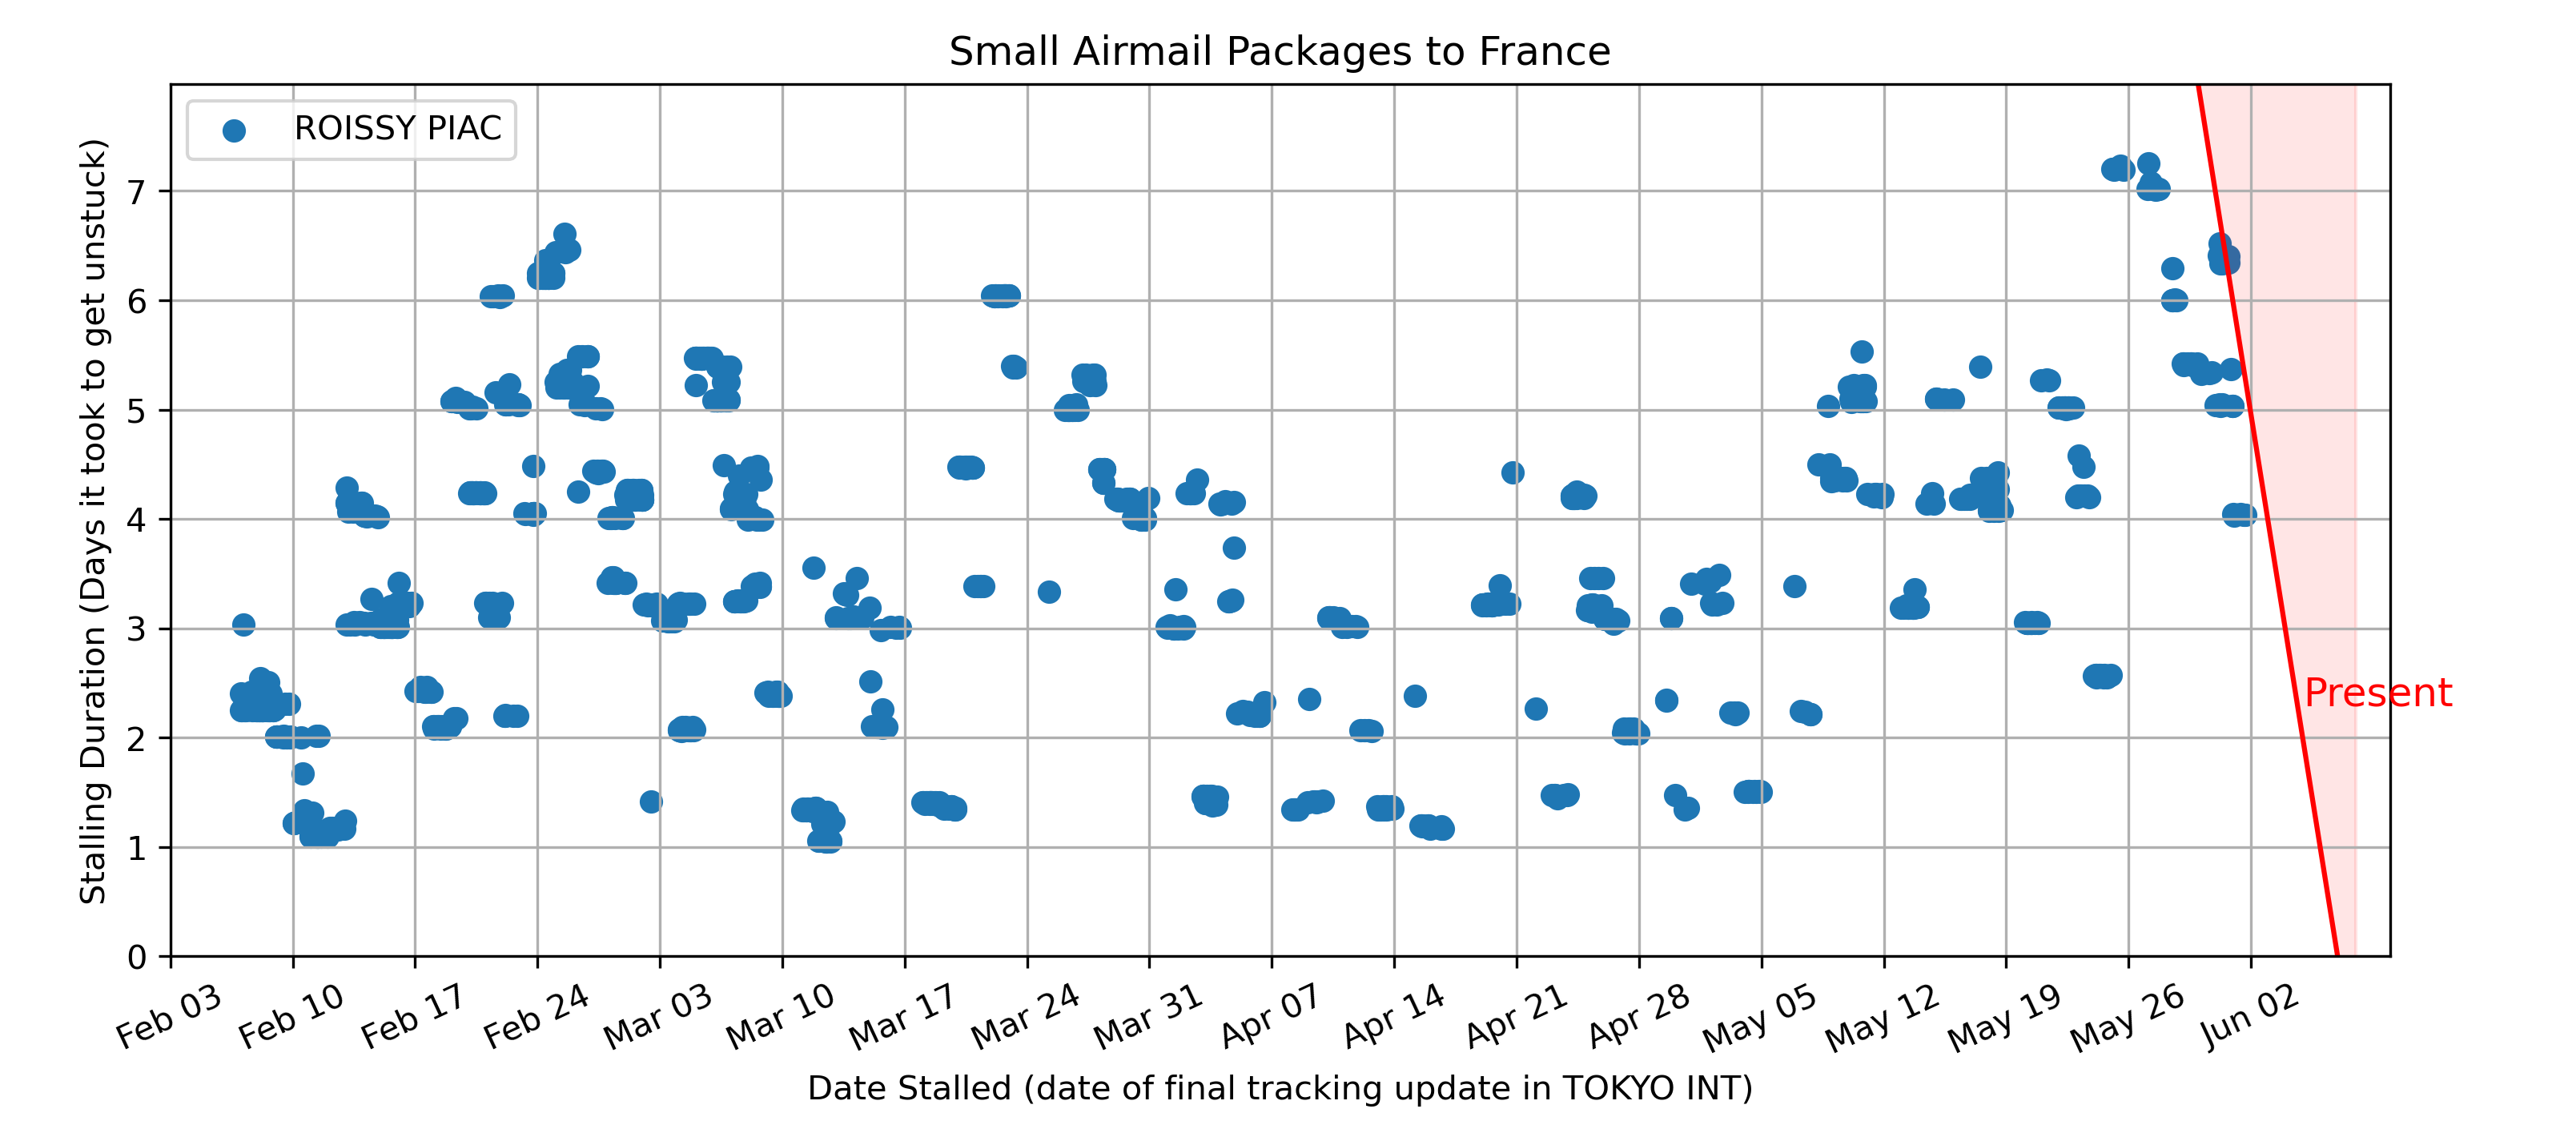 Small Airmail Packages to France
ROISSY PIAC
Stalling Duration (Days it took to get unstuck)
7
6
5
4
3
2
1
0
Present
Feb 03
Feb 10
Feb 17
Feb 24
Mar 03
Mar 10
Mar 17
Mar 24
Mar 31
Apr 07
Apr 14
Apr 21
Apr 28
May 05
May 12
May 19
May 26
Jun 02
Date Stalled (date of final tracking update in TOKYO INT)